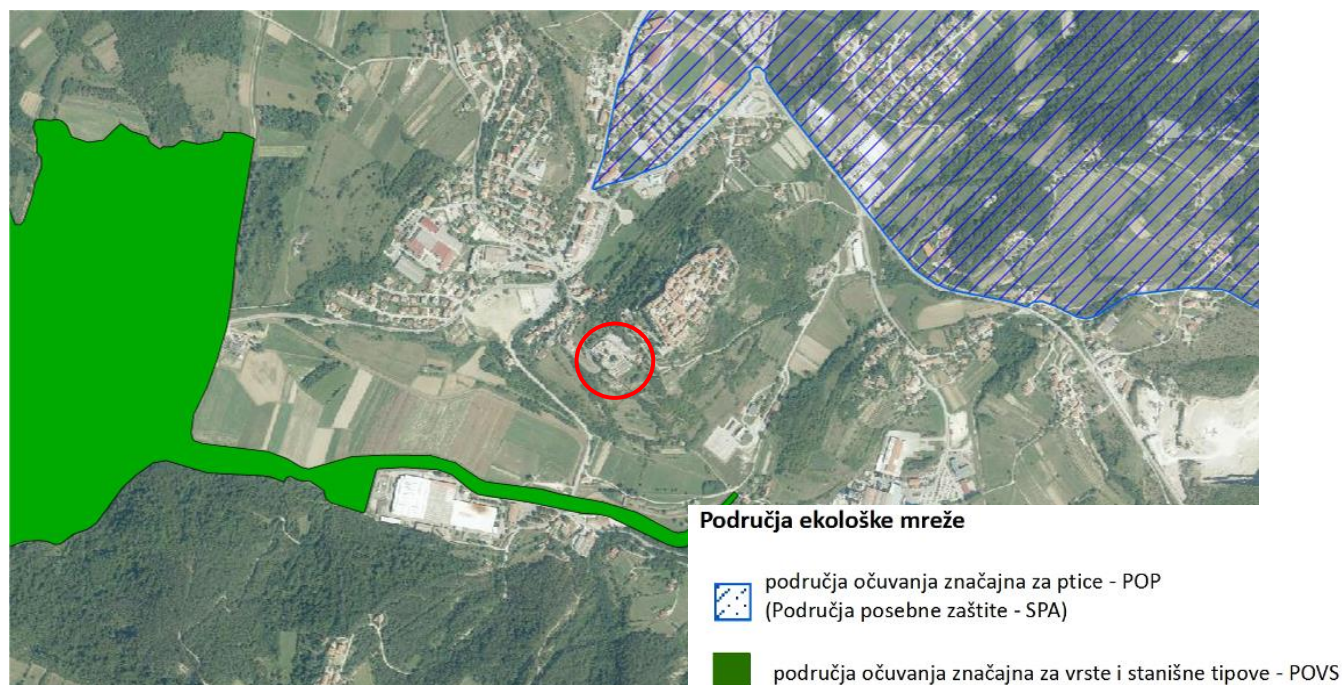 Područja ekološke mreže
područja očuvanja značajna za ptice - POP
(Područja posebne zaštite - SPA)
područja očuvanja značajna za vrste i stanišne tipove - POVS